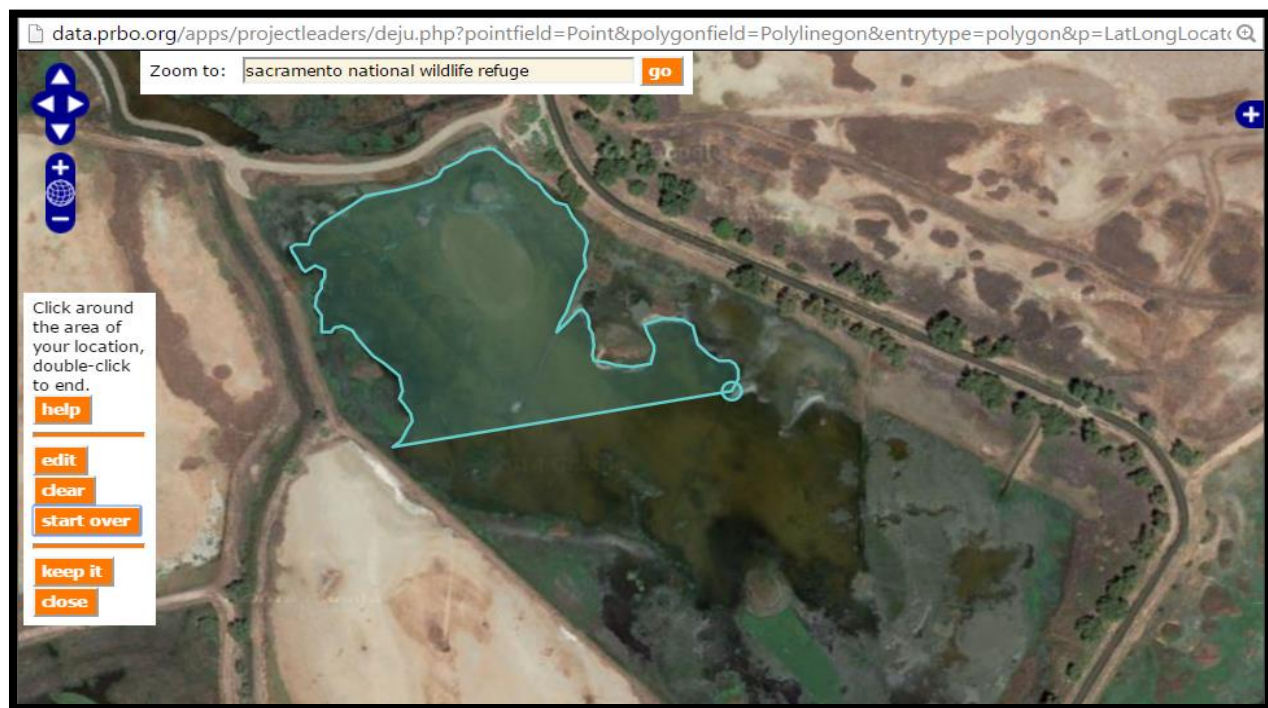 data.prbo.org/apps/projectleaders/deju.php?pointfield=Point&polygonfield=Polylinegon&entrytype=polygon&p=LatLongLocat
Zoom to: sacramento national wildlife refuge go
Click around
the area of
your location,
double-click
to end.
help
edit
clear
start over
keep it
close